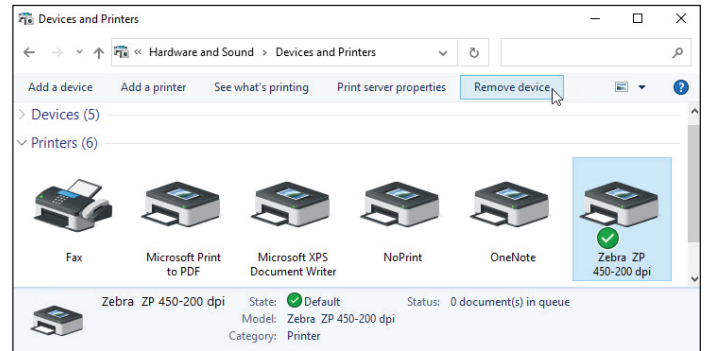 Devices and Printers
« Hardware and Sound > Devices and Printers
Add a device Add a printer See what's printing Print server properties Remove device
Devices (5)
Printers (6)
Fax
Microsoft Print
to PDF
Microsoft XPS
Document Writer
NoPrint
OneNote
Zebra ZP
450-200 dpi
Zebra ZP 450-200 dpi State: Default Status: 0 document(s) in queue
Model: Zebra ZP 450-200 dpi
Category: Printer